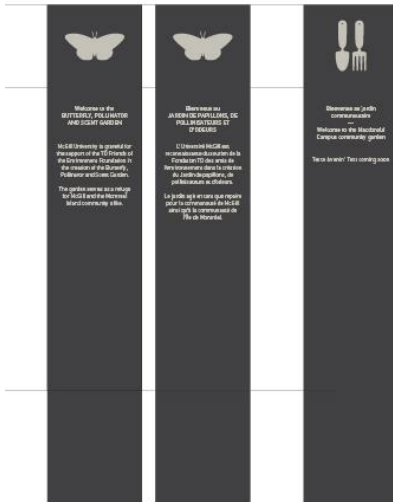 Welcome to the
BUTTERFLY, POLLINATOR
AND SCENT GARDEN
McGill University is grateful for
the support of the TD Friends of
the Environment Foundation in
the creation of the Butterfly,
Pollinator and Scent Garden.
The garden serves as a refuge
for McGill and the Montreal
Island community alike.
Bienvenue au
JARDIN DE PAPILLONS, DE
POLLINISATEURS ET
D'ODEURS
L'Université McGill est
reconnaissante du soutien de la
Fondation TD des amis de
l'environnement dans la création
du Jardin de papillons, de
pollinisateurs et d'odeurs.
Le jardin agit en tant que repaire
pour la communauté de McGill
ainsi qu'à la communauté de
l'île de Montréal.
Bienvenue au jardin
communautaire
—
Welcome to the Macdonald
Campus community garden
Text coming soon